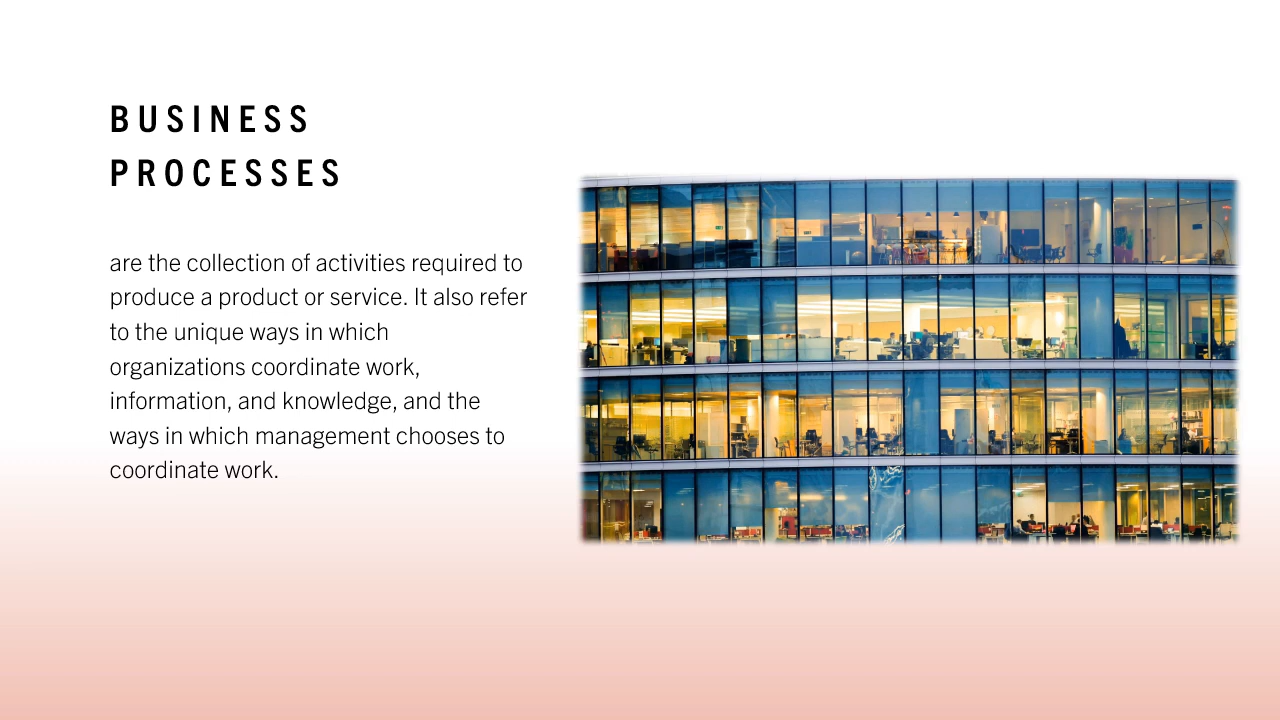 BUSINESS
PROCESSES
are the collection of activities required to
produce a product or service. It also refer
to the unique ways in which
organizations coordinate work,
information, and knowledge, and the
ways in which management chooses to
coordinate work.